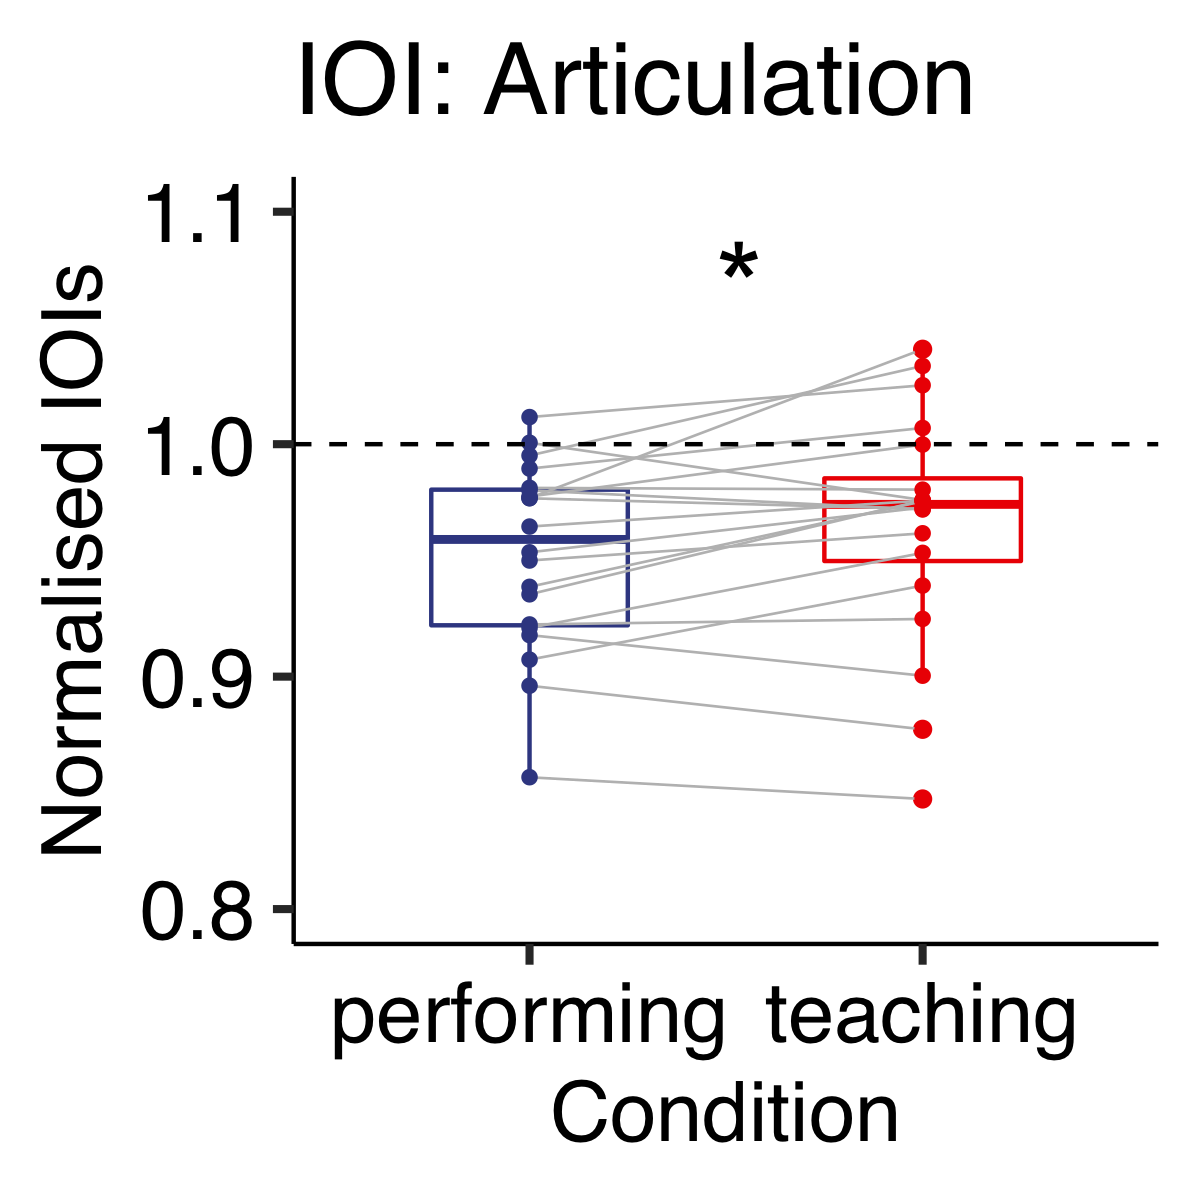 IOI: Articulation
Normalised IOIs
1.1
1.0
0.9
0.8
*
performing teaching
Condition